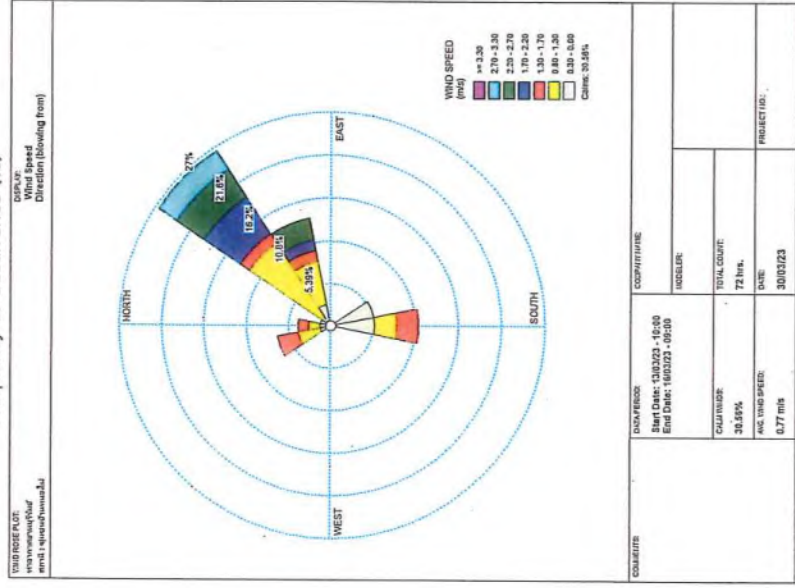 WIND ROSE PLOT:
DISPLAY:
Wind Speed
Direction (blowing from)
NORTH
27%
21.6%
16.2%
10.8%
5.39%
WEST
EAST
SOUTH
WIND SPEED
(m/s)
>= 3.30
2.70 - 3.30
2.20 - 2.70
1.70 - 2.20
1.30 - 1.70
0.80 - 1.30
Calms: 30.56%
COMMENTS:
DATA PERIOD:
Start Date: 13/03/23 - 10:00
End Date: 16/03/23 - 09:00
COMPANY NAME:
MODELER:
CALM WINDS:
30.56%
TOTAL COUNT:
72 hrs.
AVG. WIND SPEED:
0.77 m/s
DATE:
30/03/23
PROJECT NO.: